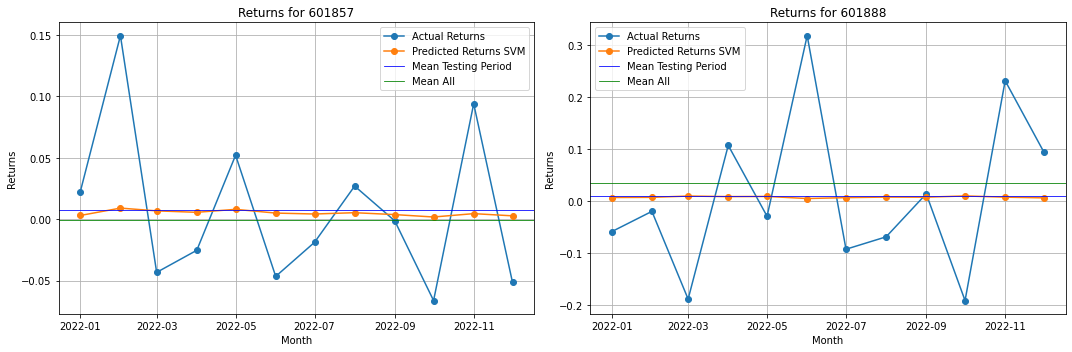 Returns for 601857
Actual Returns
Predicted Returns SVM
Mean Testing Period
Mean All
0.15
0.10
0.05
0.00
−0.05
Returns
2022-01
2022-03
2022-05
2022-07
2022-09
2022-11
Month
Returns for 601888
Actual Returns
Predicted Returns SVM
Mean Testing Period
Mean All
0.3
0.2
0.1
0.0
−0.1
−0.2
Returns
2022-01
2022-03
2022-05
2022-07
2022-09
2022-11
Month